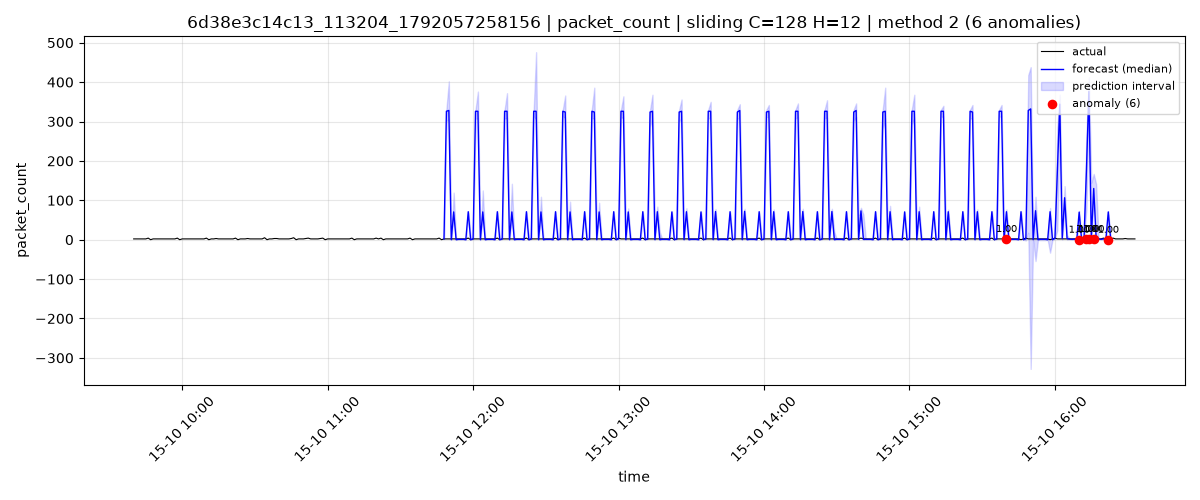 6d38e3c14c13_113204_1792057258156 | packet_count | sliding C=128 H=12 | method 2 (6 anomalies)
actual
forecast (median)
prediction interval
anomaly (6)
packet_count
500
400
300
200
100
0
−100
−200
−300
1.00
1.00
15-10 10:00
15-10 11:00
15-10 12:00
15-10 13:00
15-10 14:00
15-10 15:00
15-10 16:00
time